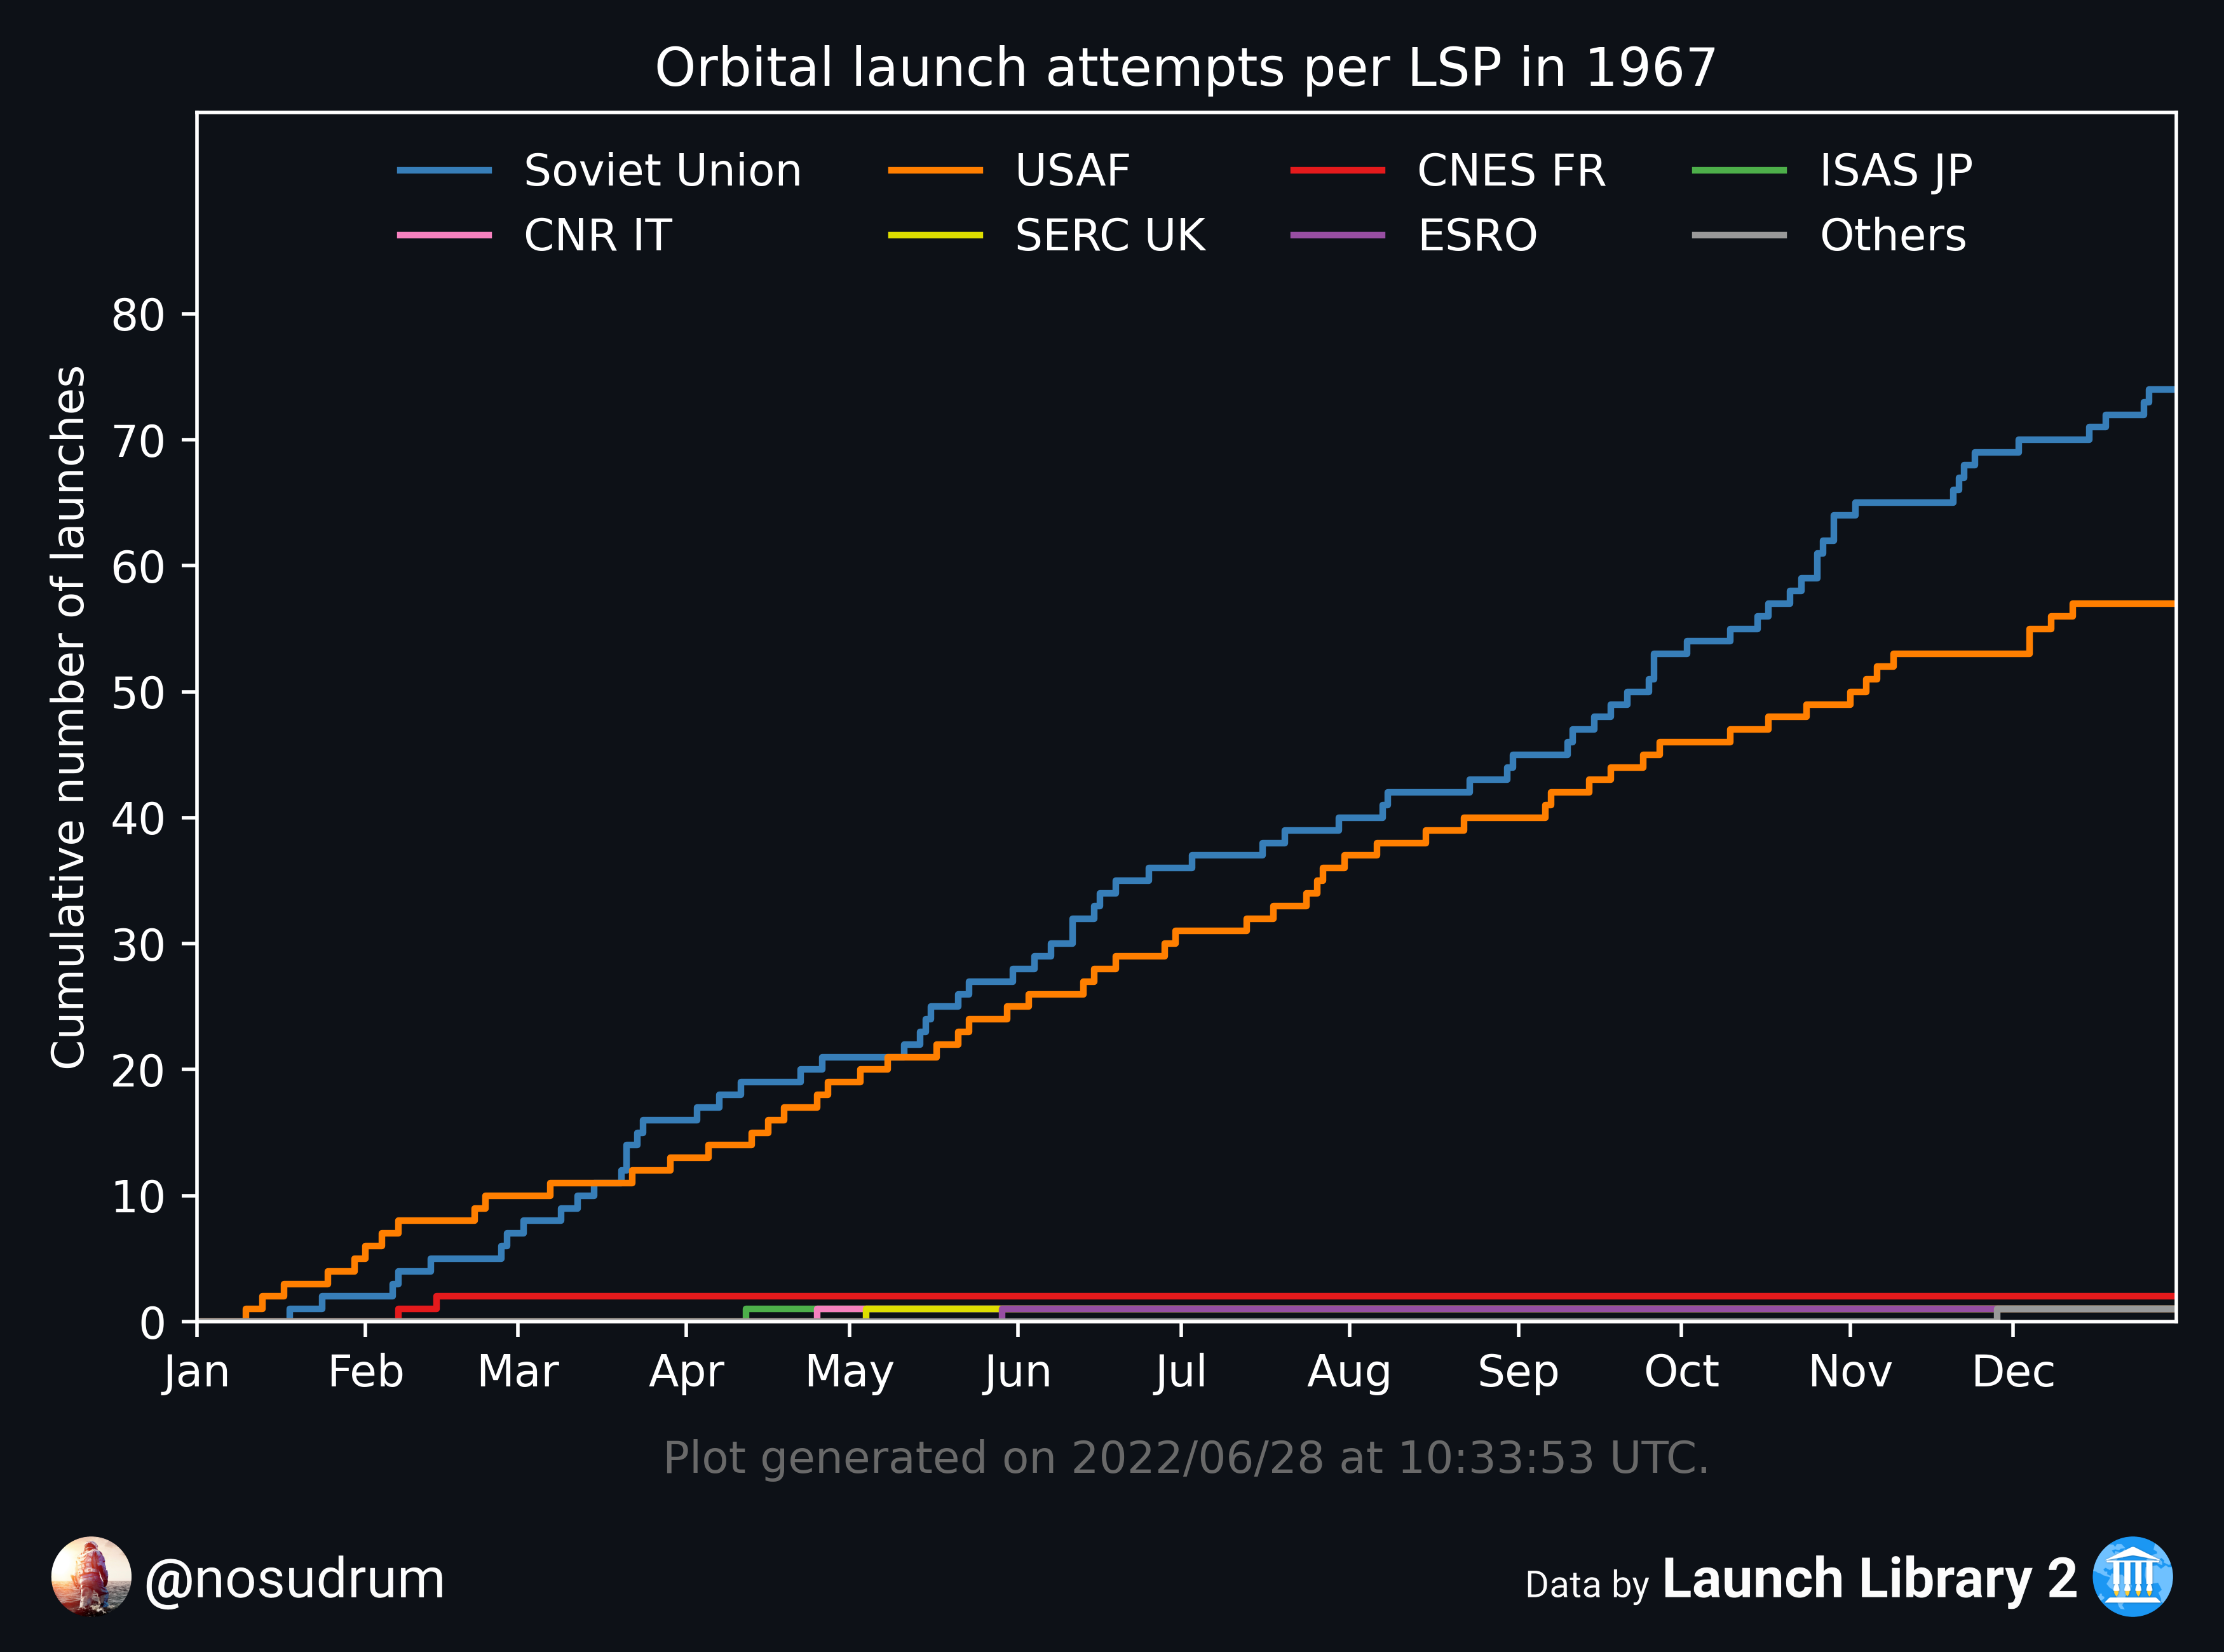 Orbital launch attempts per LSP in 1967
Soviet Union USAF CNES FR ISAS JP
CNR IT SERC UK ESRO Others
Cumulative number of launches
80
70
60
50
40
30
20
10
0
Jan Feb Mar Apr May Jun Jul Aug Sep Oct Nov Dec
Plot generated on 2022/06/28 at 10:33:53 UTC.
@nosudrum
Data by Launch Library 2